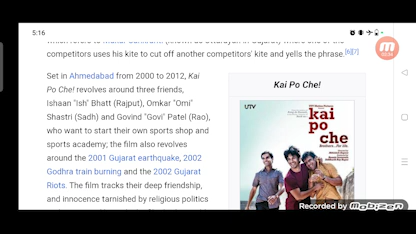 5:16
competitors uses his kite to cut off another competitors' kite and yells the phrase.[6][7]
Set in Ahmedabad from 2000 to 2012, Kai
Po Che! revolves around three friends,
Ishaan "Ish' Bhatt (Rajput), Omkar "Omi"
Shastri (Sadh) and Govind "Govi' Patel (Rao),
who want to start their own sports shop and
sports academy; the film also revolves
around the 2001 Gujarat earthquake, 2002
Godhra train burning and the 2002 Gujarat
Riots. The film tracks their deep friendship,
and innocence tarnished by religious politics
Kai Po Che!
UTV
kai
po
che
Recorded by
MOBIZEN